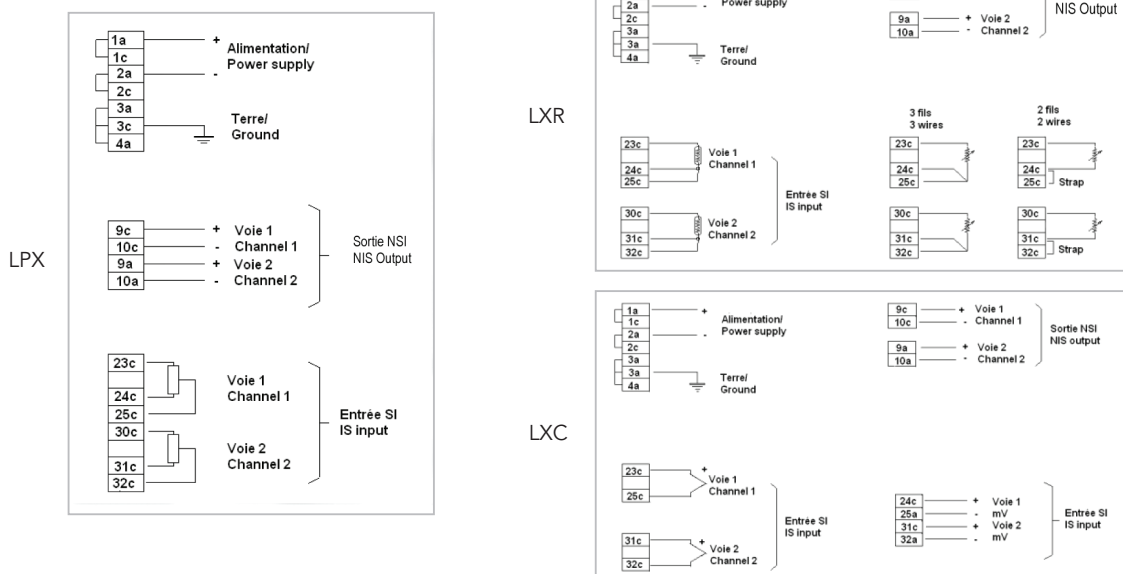 LPX
1a
+
Alimentation/
1c
Power supply
2a
-
2c
3a
Terre/
3c
Ground
4a
9c
+ Voie 1
10c
- Channel 1
9a
+ Voie 2
10a
- Channel 2
Sortie NSI
NIS Output
23c
24c
25c
Voie 1
Channel 1
30c
31c
32c
Voie 2
Channel 2
Entrée SI
IS input
LXR
2a
-
Power supply
2c
3a
3a
4a
Terre/
Ground
9a
+ Voie 2
10a
- Channel 2
NIS Output
23c
24c
25c
Voie 1
Channel 1
30c
31c
32c
Voie 2
Channel 2
Entrée SI
IS input
3 fils
3 wires
23c
24c
25c
30c
31c
32c
2 fils
2 wires
23c
24c
25c
Strap
30c
31c
32c
Strap
LXC
1a
+
Alimentation/
1c
Power supply
2a
-
2c
3a
3a
4a
Terre/
Ground
9c
+ Voie 1
10c
- Channel 1
9a
+ Voie 2
10a
- Channel 2
Sortie NSI
NIS output
23c
+
25c
Voie 1
Channel 1
31c
+
32c
Voie 2
Channel 2
Entrée SI
IS input
24c
+ Voie 1
25a
- mV
31c
+ Voie 2
32a
- mV
Entrée SI
IS input